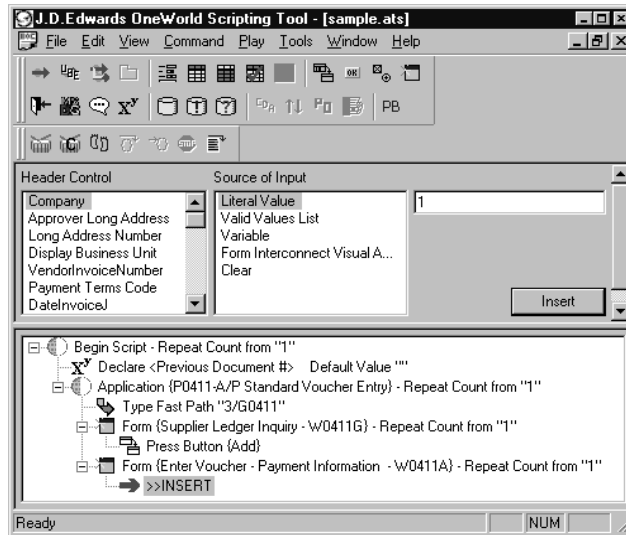 J.D.Edwards OneWorld Scripting Tool - [sample.ats]
File Edit View Command Play Tools Window Help
UBE OK
X^Y PB
Header Control Source of Input
Company Literal Value 1
Approver Long Address Valid Values List
Long Address Number Variable
Display Business Unit Form Interconnect Visual A...
VendorInvoiceNumber Clear
Payment Terms Code
DateInvoiceJ
Insert
Begin Script - Repeat Count from "1"
X^Y Declare <Previous Document #> Default Value ""
Application {P0411-A/P Standard Voucher Entry} - Repeat Count from "1"
Type Fast Path "3/G0411"
Form {Supplier Ledger Inquiry - W0411G} - Repeat Count from "1"
Press Button {Add}
Form {Enter Voucher - Payment Information - W0411A} - Repeat Count from "1"
>>INSERT
Ready NUM